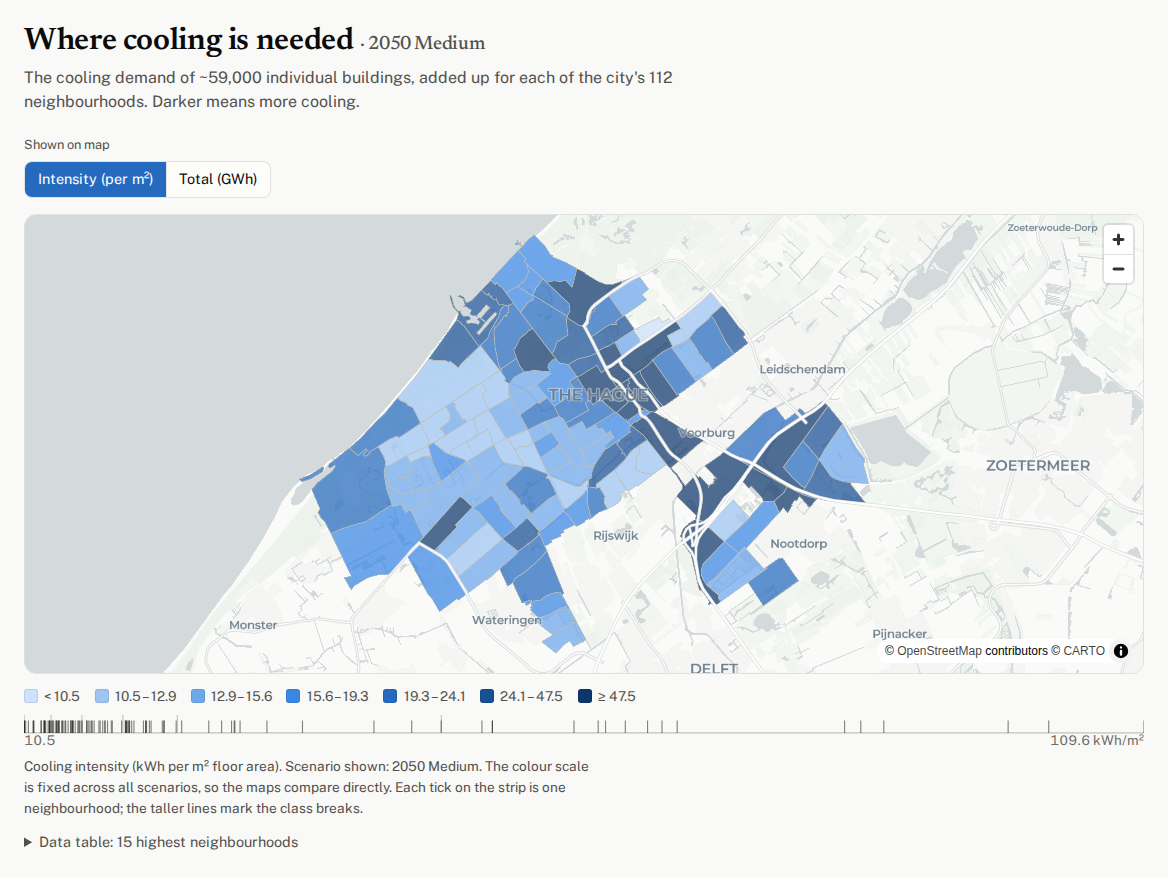 Where cooling is needed · 2050 Medium
The cooling demand of ~59,000 individual buildings, added up for each of the city's 112
neighbourhoods. Darker means more cooling.
Shown on map
Intensity (per m²)
Total (GWh)
Zoeterwoude-Dorp
+
−
Leidschendam
THE HAGUE
Voorburg
ZOETERMEER
Rijswijk
Nootdorp
Wateringen
Monster
Pijnacker
DELFT
© OpenStreetMap contributors © CARTO
< 10.5
10.5–12.9
12.9–15.6
15.6–19.3
19.3–24.1
24.1–47.5
≥ 47.5
10.5
109.6 kWh/m²
Cooling intensity (kWh per m² floor area). Scenario shown: 2050 Medium. The colour scale
is fixed across all scenarios, so the maps compare directly. Each tick on the strip is one
neighbourhood; the taller lines mark the class breaks.
Data table: 15 highest neighbourhoods